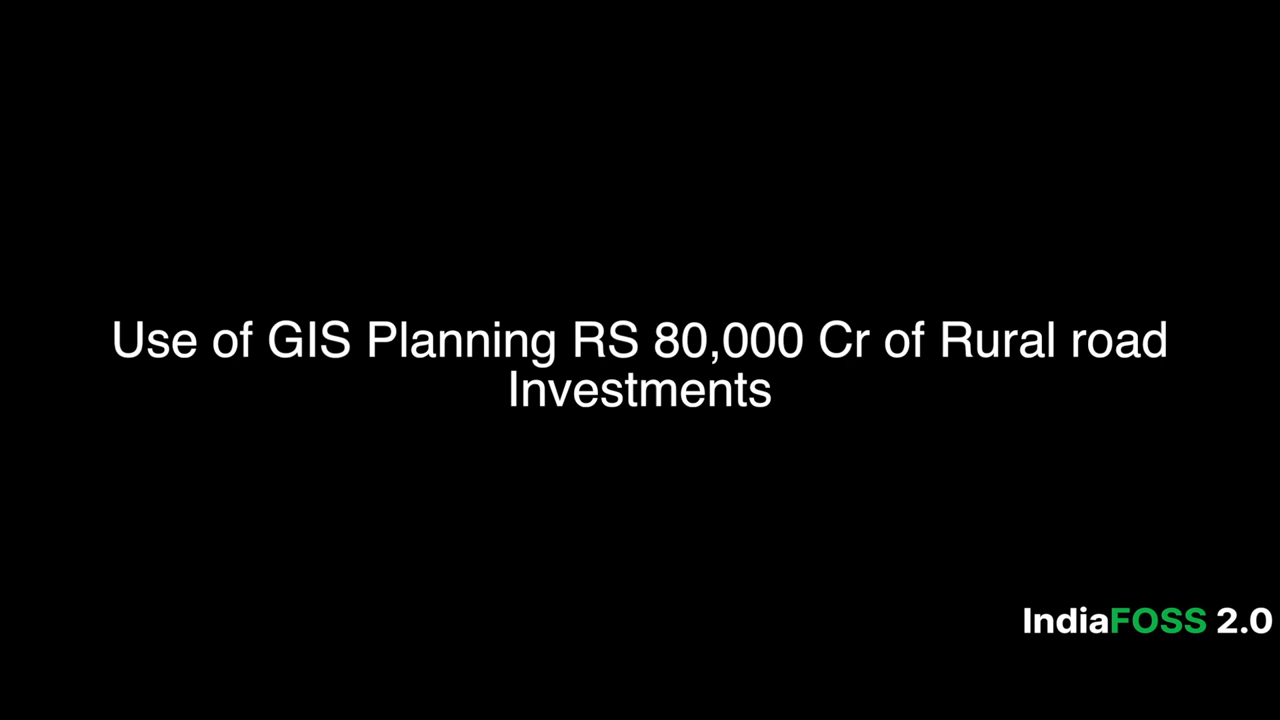 Use of GIS Planning RS 80,000 Cr of Rural road
Investments
IndiaFOSS 2.0